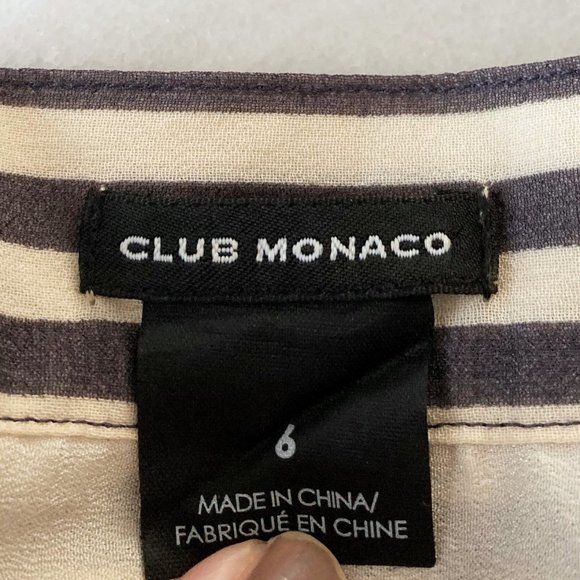 CLUB MONACO
6
MADE IN CHINA/
FABRIQUÉ EN CHINE